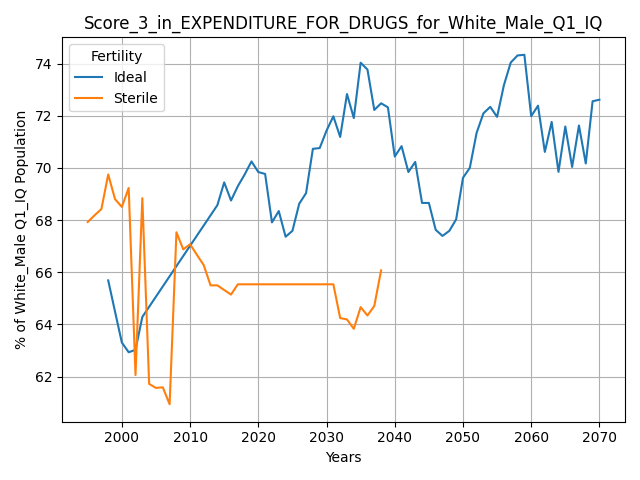 Score_3_in_EXPENDITURE_FOR_DRUGS_for_White_Male_Q1_IQ
Fertility
Ideal
Sterile
% of White_Male Q1_IQ Population
74
72
70
68
66
64
62
2000 2010 2020 2030 2040 2050 2060 2070
Years